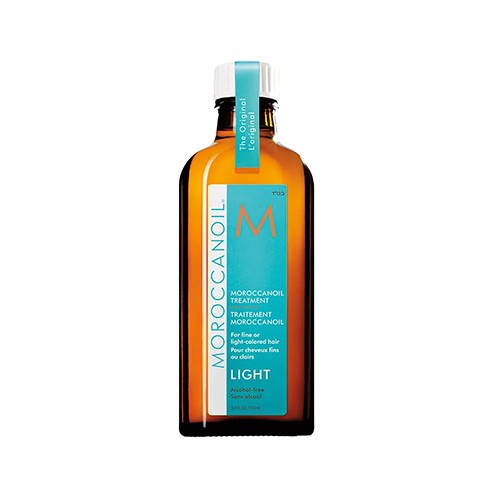 The Original
L'original
MOROCCANOIL®
M
MOROCCANOIL
TREATMENT
TRAITEMENT
MOROCCANOIL
For fine or
light-colored hair
Pour cheveux fins
ou clairs
LIGHT
Alcohol-free
Sans alcool